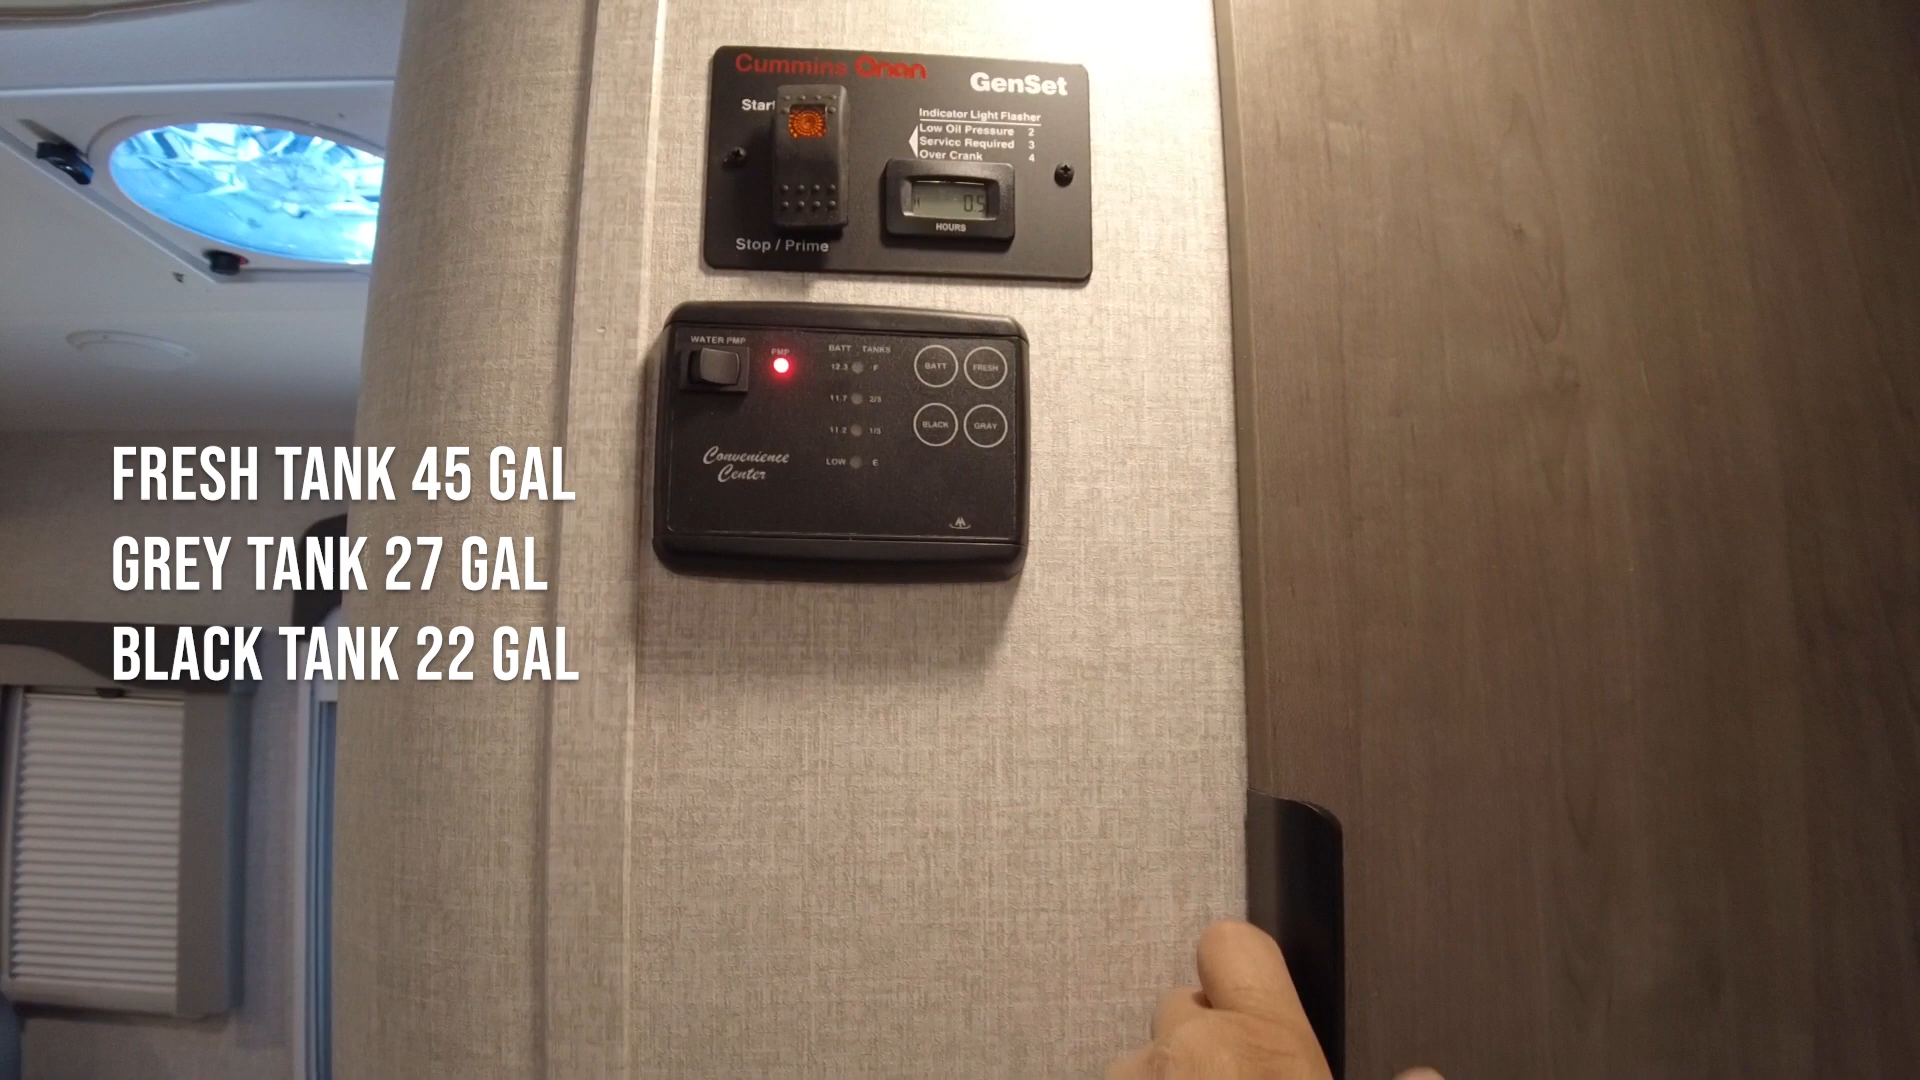 Cummins Onan
GenSet
Start
Indicator Light Flasher
Low Oil Pressure 2
Service Required 3
Over Crank 4
0.5
HOURS
Stop / Prime
WATER PMP
PMP
BATT TANKS
12.3 F
11.7 2/3
11.2 1/3
LOW E
BATT
FRESH
BLACK
GRAY
Convenience
Center
FRESH TANK 45 GAL
GREY TANK 27 GAL
BLACK TANK 22 GAL